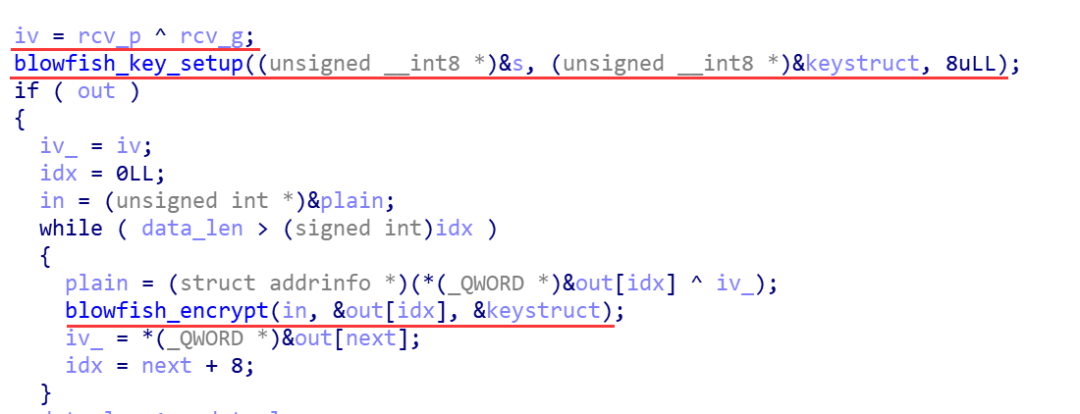 iv = rcv_p ^ rcv_g;
blowfish_key_setup((unsigned __int8 *)&s, (unsigned __int8 *)&keystruct, 8uLL);
if ( out )
{
iv_ = iv;
idx = 0LL;
in = (unsigned int *)&plain;
while ( data_len > (signed int)idx )
{
plain = (struct addrinfo *)(*(_QWORD *)&out[idx] ^ iv_);
blowfish_encrypt(in, &out[idx], &keystruct);
iv_ = *(_QWORD *)&out[next];
idx = next + 8;
}